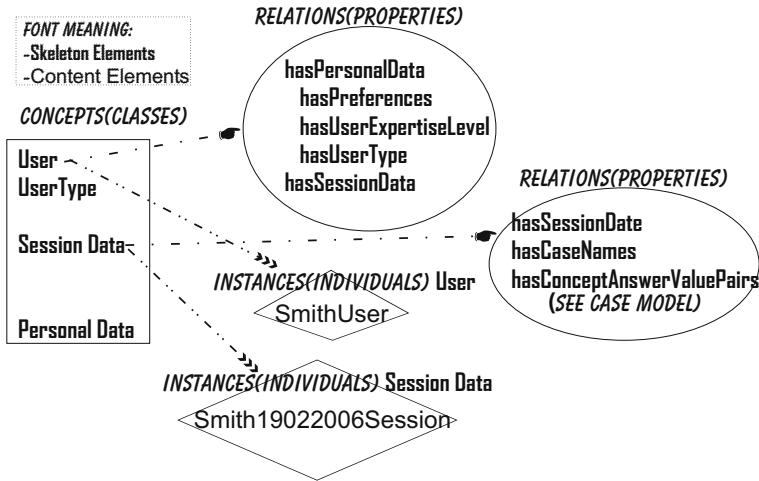 FONT MEANING:
-Skeleton Elements
-Content Elements
CONCEPTS(CLASSES)
User
UserType
Session Data
Personal Data
RELATIONS(PROPERTIES)
hasPersonalData
hasPreferences
hasUserExpertiseLevel
hasUserType
hasSessionData
RELATIONS(PROPERTIES)
hasSessionDate
hasCaseNames
hasConceptAnswerValuePairs
(SEE CASE MODEL)
INSTANCES(INDIVIDUALS) User
SmithUser
INSTANCES(INDIVIDUALS) Session Data
Smith19022006Session